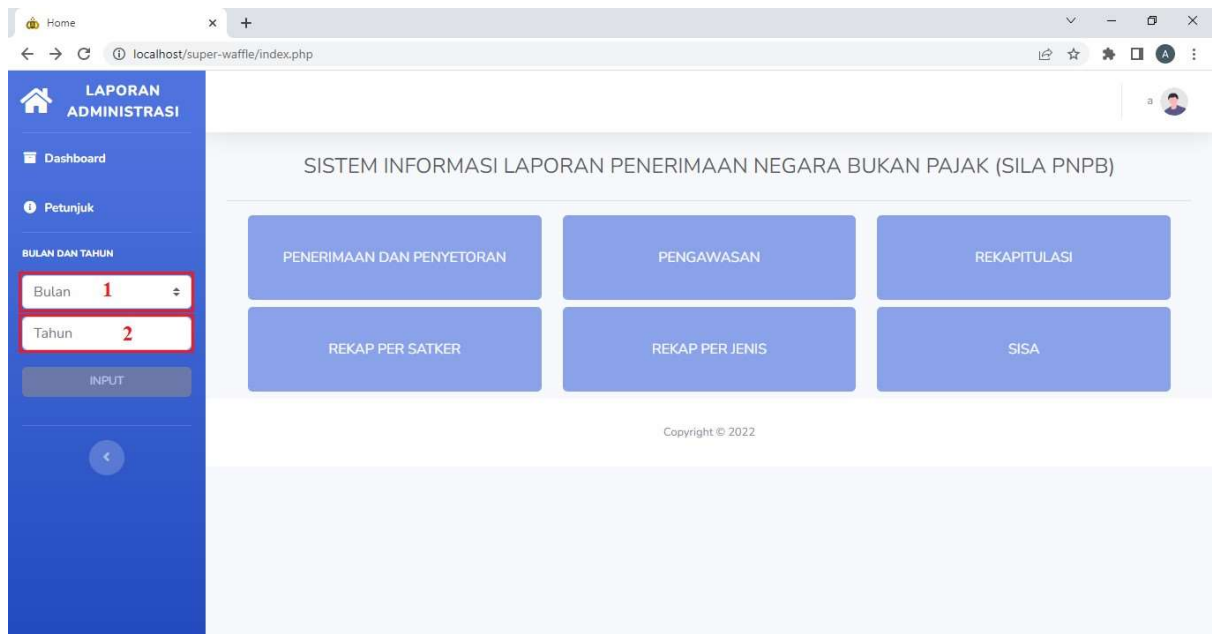 Home
localhost/super-waffle/index.php
A
LAPORAN
ADMINISTRASI
a
Dashboard
Petunjuk
BULAN DAN TAHUN
Bulan 1
Tahun 2
INPUT
SISTEM INFORMASI LAPORAN PENERIMAAN NEGARA BUKAN PAJAK (SILA PNPB)
PENERIMAAN DAN PENYETORAN
PENGAWASAN
REKAPITULASI
REKAP PER SATKER
REKAP PER JENIS
SISA
Copyright © 2022